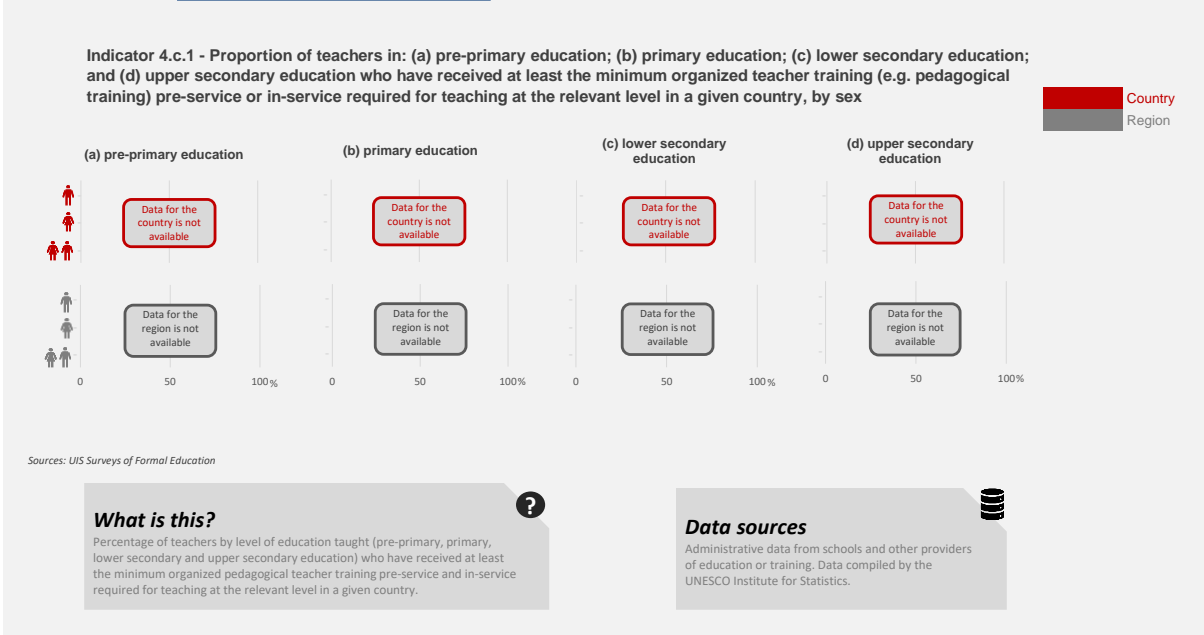 Indicator 4.c.1 - Proportion of teachers in: (a) pre-primary education; (b) primary education; (c) lower secondary education;
and (d) upper secondary education who have received at least the minimum organized teacher training (e.g. pedagogical
training) pre-service or in-service required for teaching at the relevant level in a given country, by sex
Country
Region
(a) pre-primary education
(b) primary education
(c) lower secondary
education
(d) upper secondary
education
Data for the
country is not
available
Data for the
country is not
available
Data for the
country is not
available
Data for the
country is not
available
Data for the
region is not
available
Data for the
region is not
available
Data for the
region is not
available
Data for the
region is not
available
0 50 100%
0 50 100%
0 50 100%
0 50 100%
Sources: UIS Surveys of Formal Education
?
What is this?
Percentage of teachers by level of education taught (pre-primary, primary,
lower secondary and upper secondary education) who have received at least
the minimum organized pedagogical teacher training pre-service and in-service
required for teaching at the relevant level in a given country.
Data sources
Administrative data from schools and other providers
of education or training. Data compiled by the
UNESCO Institute for Statistics.